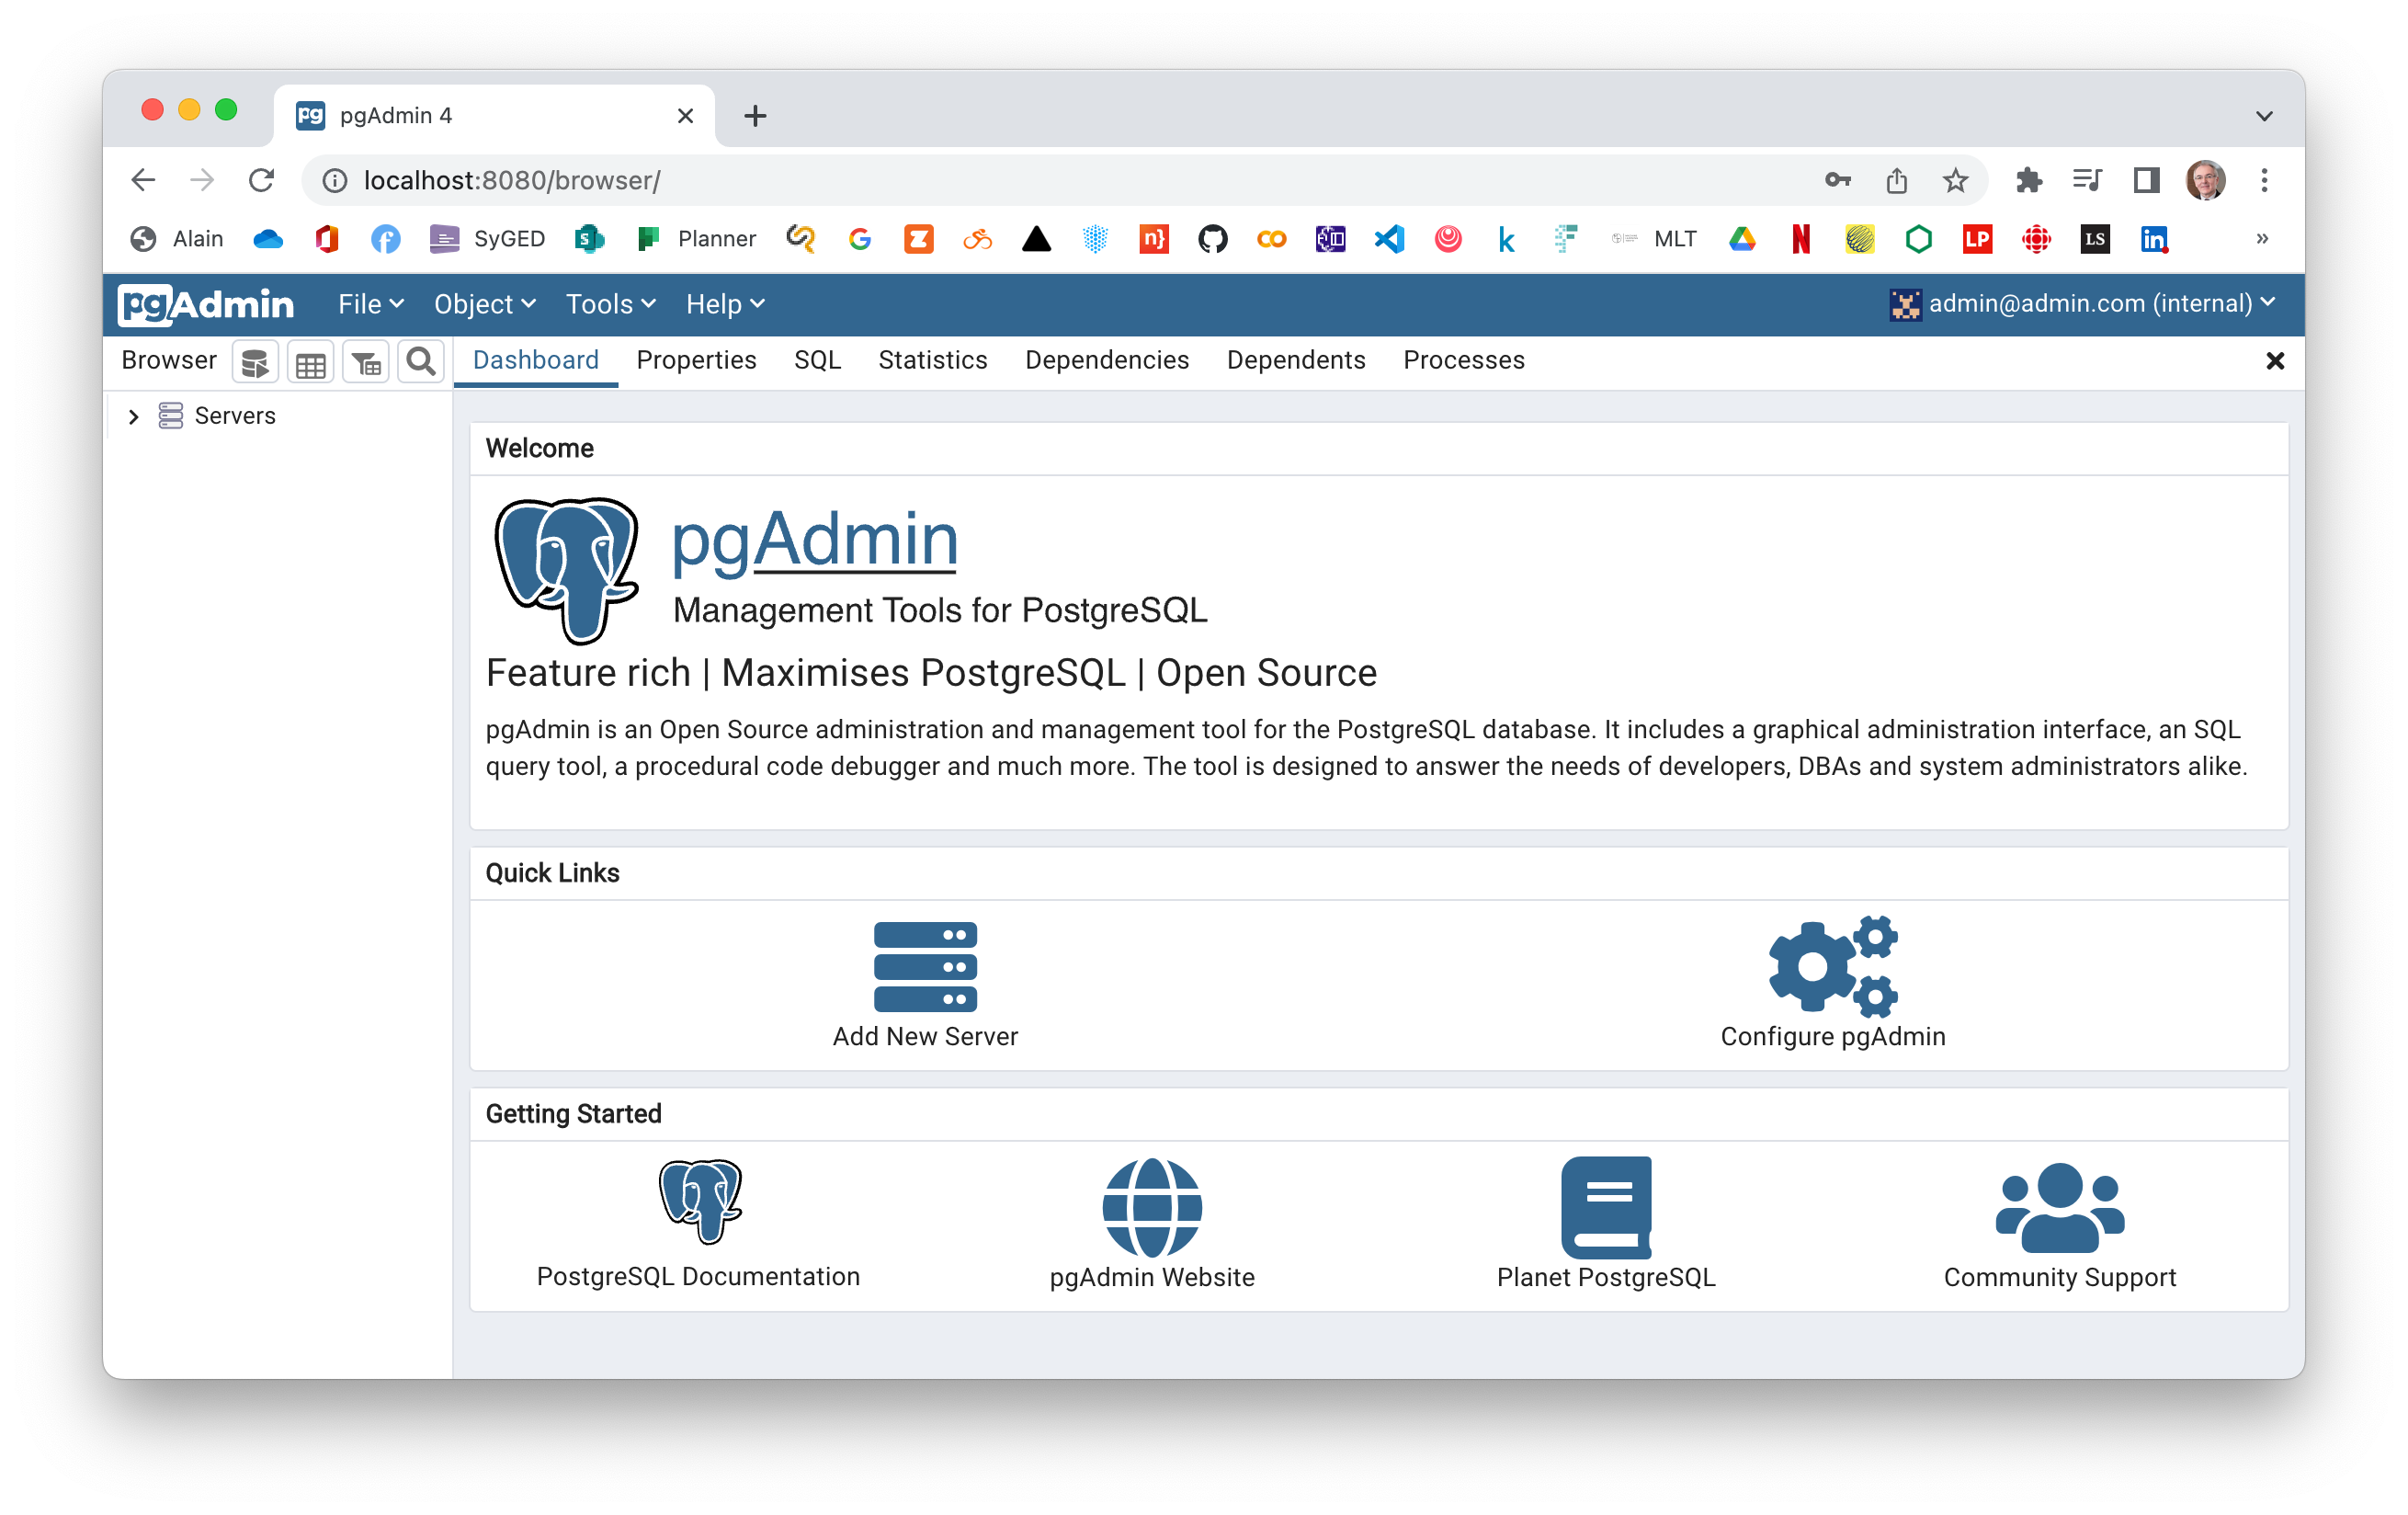 pg pgAdmin 4
localhost:8080/browser/
Alain SyGED S Planner n} CO k MLT N LP LS in »
pgAdmin File Object Tools Help admin@admin.com (internal)
Browser Dashboard Properties SQL Statistics Dependencies Dependents Processes
Servers
Welcome
pgAdmin
Management Tools for PostgreSQL
Feature rich | Maximises PostgreSQL | Open Source
pgAdmin is an Open Source administration and management tool for the PostgreSQL database. It includes a graphical administration interface, an SQL
query tool, a procedural code debugger and much more. The tool is designed to answer the needs of developers, DBAs and system administrators alike.
Quick Links
Add New Server Configure pgAdmin
Getting Started
PostgreSQL Documentation pgAdmin Website Planet PostgreSQL Community Support